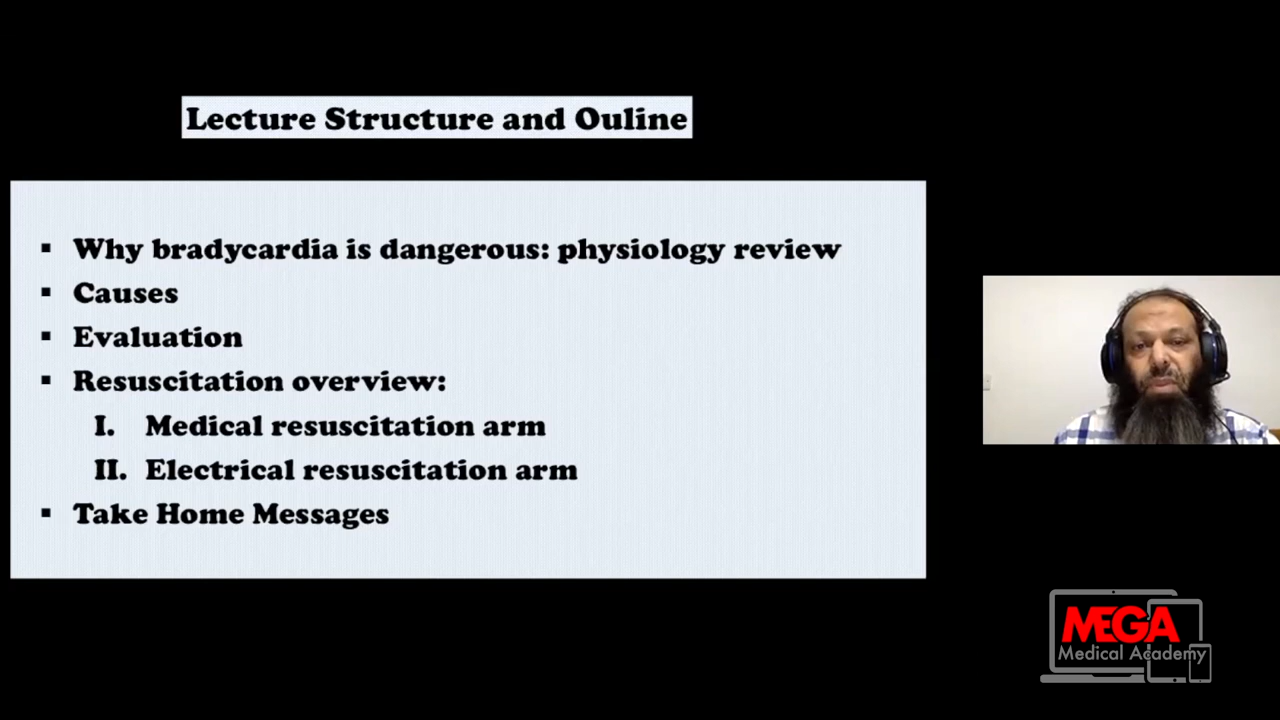 Lecture Structure and Ouline
▪ Why bradycardia is dangerous: physiology review
▪ Causes
▪ Evaluation
▪ Resuscitation overview:
I. Medical resuscitation arm
II. Electrical resuscitation arm
▪ Take Home Messages
MEGA
Medical Academy